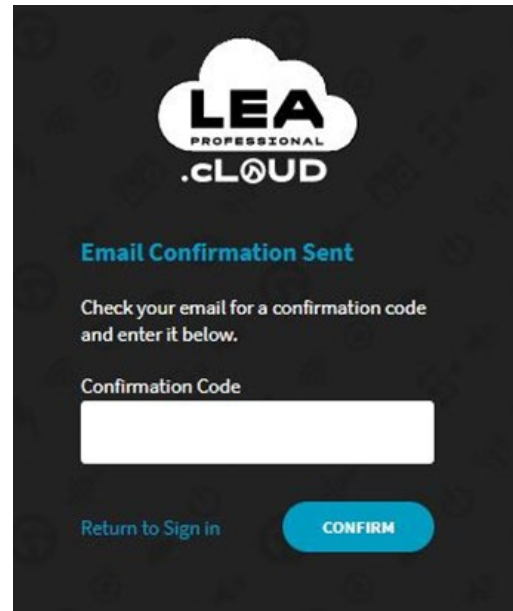 LEA
PROFESSIONAL
.cLOUD
Email Confirmation Sent
Check your email for a confirmation code
and enter it below.
Confirmation Code
Return to Sign in
CONFIRM